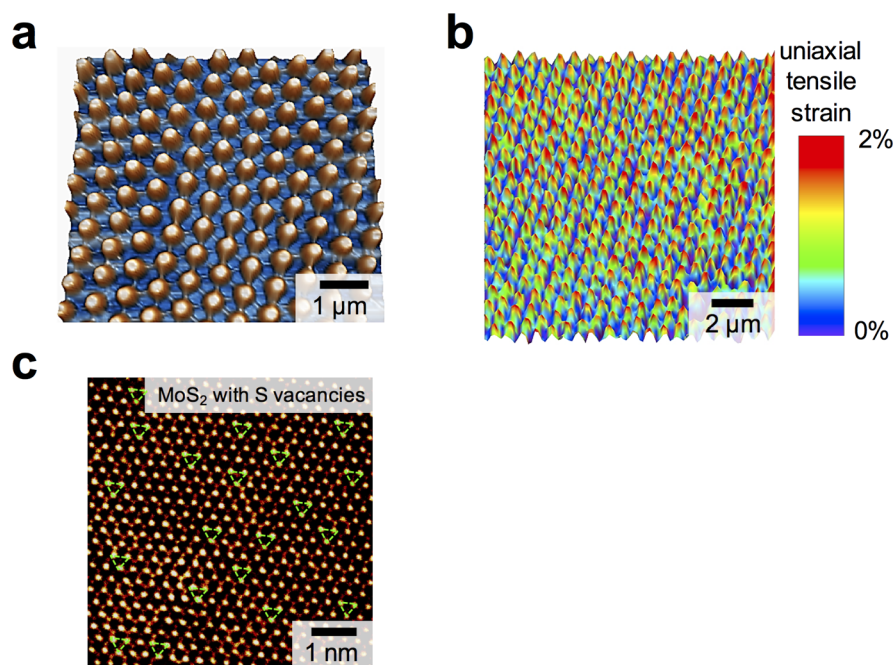 a
1 µm
b
uniaxial
tensile
strain
2%
0%
2 µm
c
MoS₂ with S vacancies
1 nm